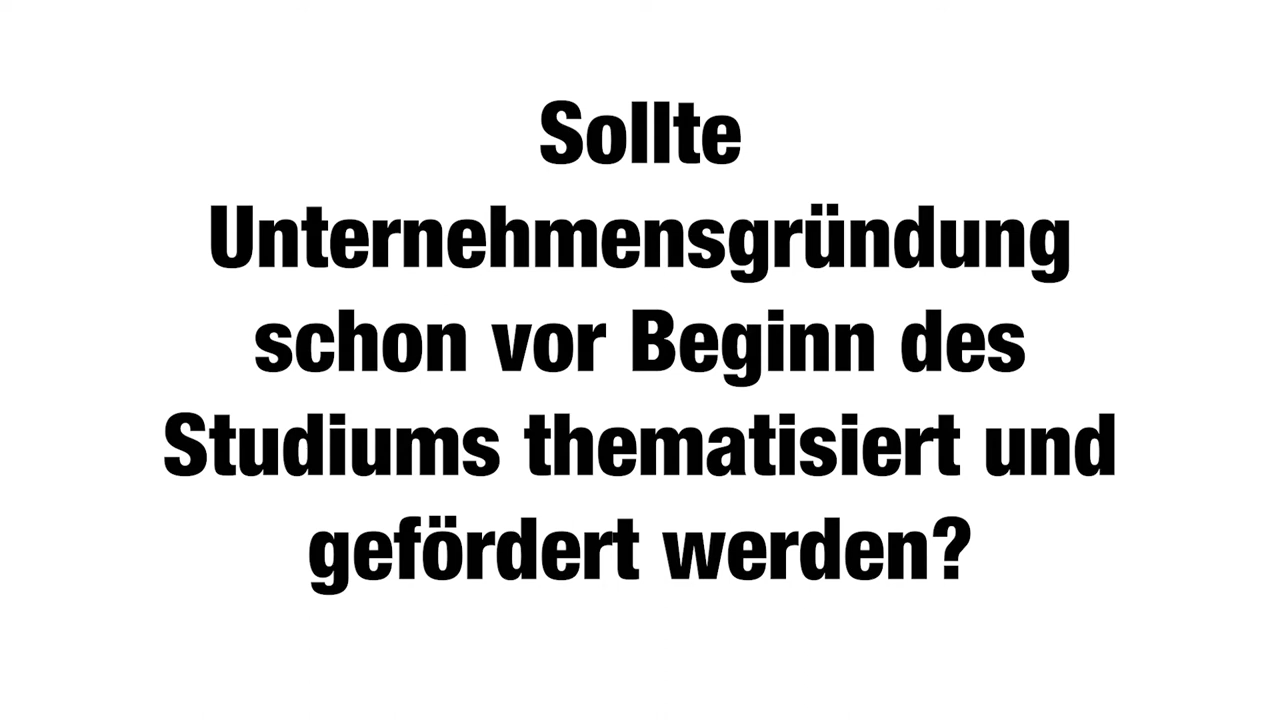 Sollte
Unternehmensgründung
schon vor Beginn des
Studiums thematisiert und
gefördert werden?